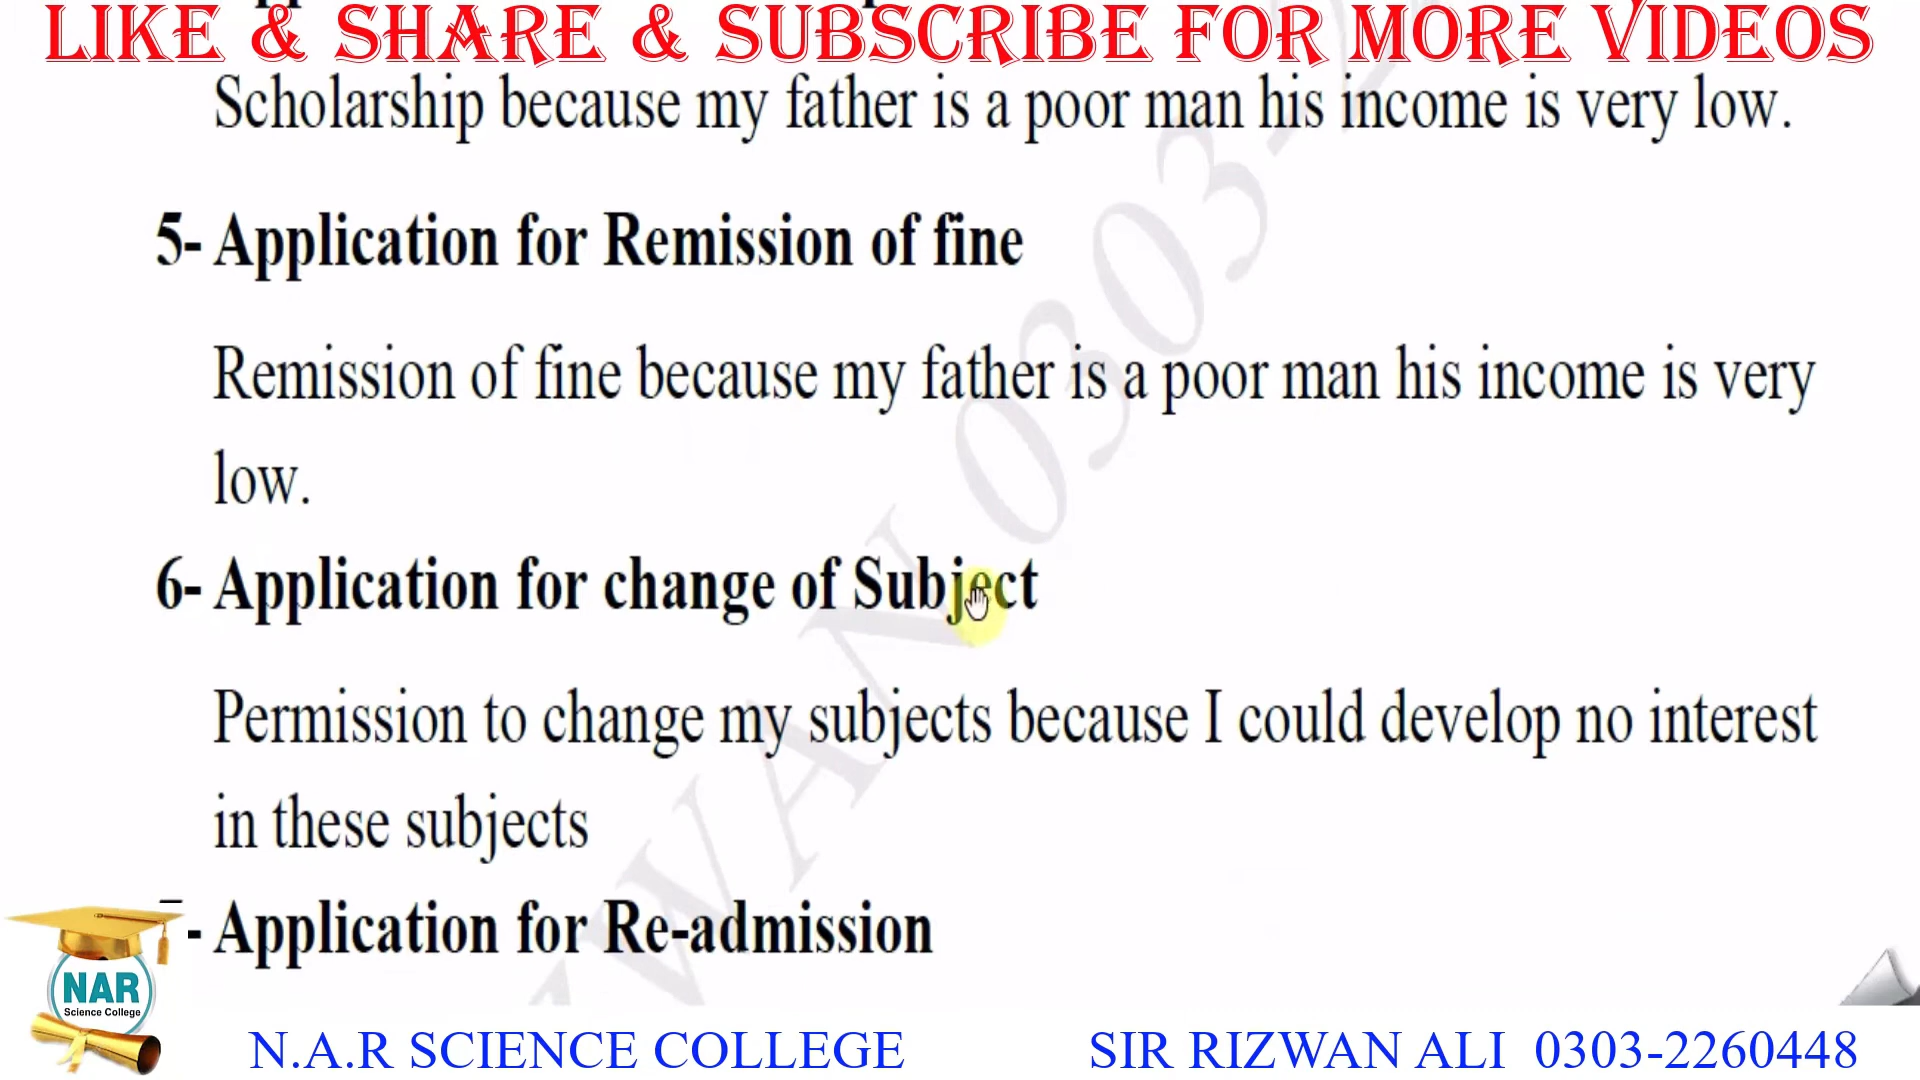 LIKE & SHARE & SUBSCRIBE FOR MORE VIDEOS
Scholarship because my father is a poor man his income is very low.
5- Application for Remission of fine
Remission of fine because my father is a poor man his income is very
low.
6- Application for change of Subject
Permission to change my subjects because I could develop no interest
in these subjects
- Application for Re-admission
NAR
Science College
N.A.R SCIENCE COLLEGE SIR RIZWAN ALI 0303-2260448